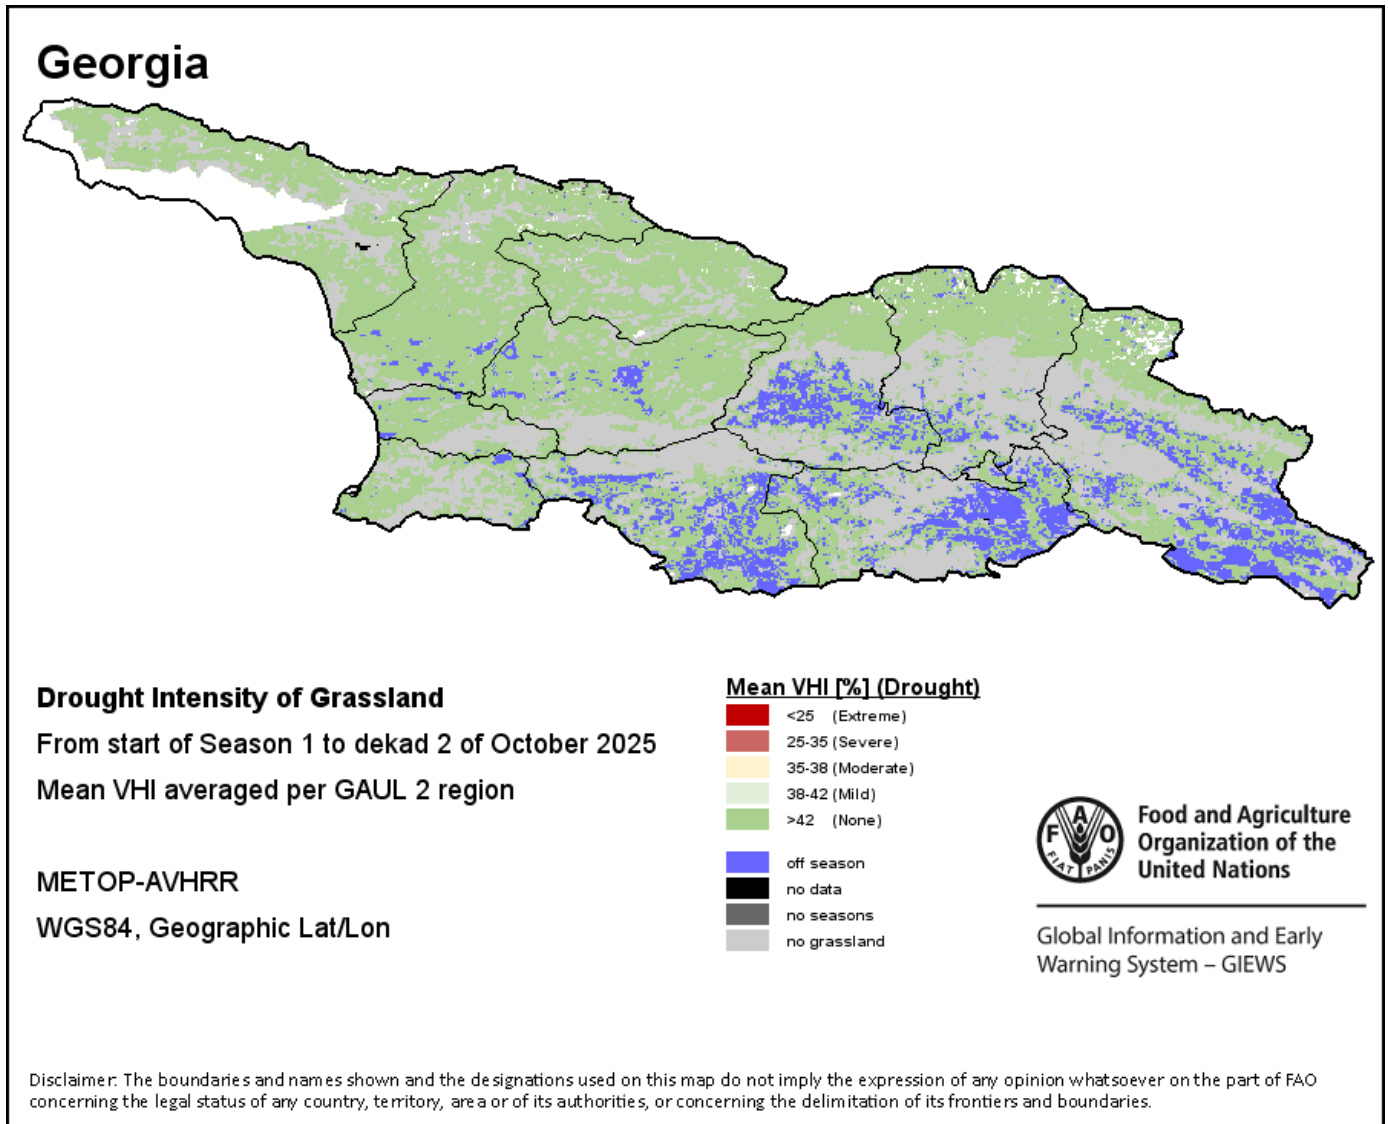 Georgia
Drought Intensity of Grassland
From start of Season 1 to dekad 2 of October 2025
Mean VHI averaged per GAUL 2 region
METOP-AVHRR
WGS84, Geographic Lat/Lon
Mean VHI [%] (Drought)
<25 (Extreme)
25-35 (Severe)
35-38 (Moderate)
38-42 (Mild)
>42 (None)
off season
no data
no seasons
no grassland
F A O
FIAT PANIS
Food and Agriculture
Organization of the
United Nations
Global Information and Early
Warning System – GIEWS
Disclaimer: The boundaries and names shown and the designations used on this map do not imply the expression of any opinion whatsoever on the part of FAO
concerning the legal status of any country, territory, area or of its authorities, or concerning the delimitation of its frontiers and boundaries.